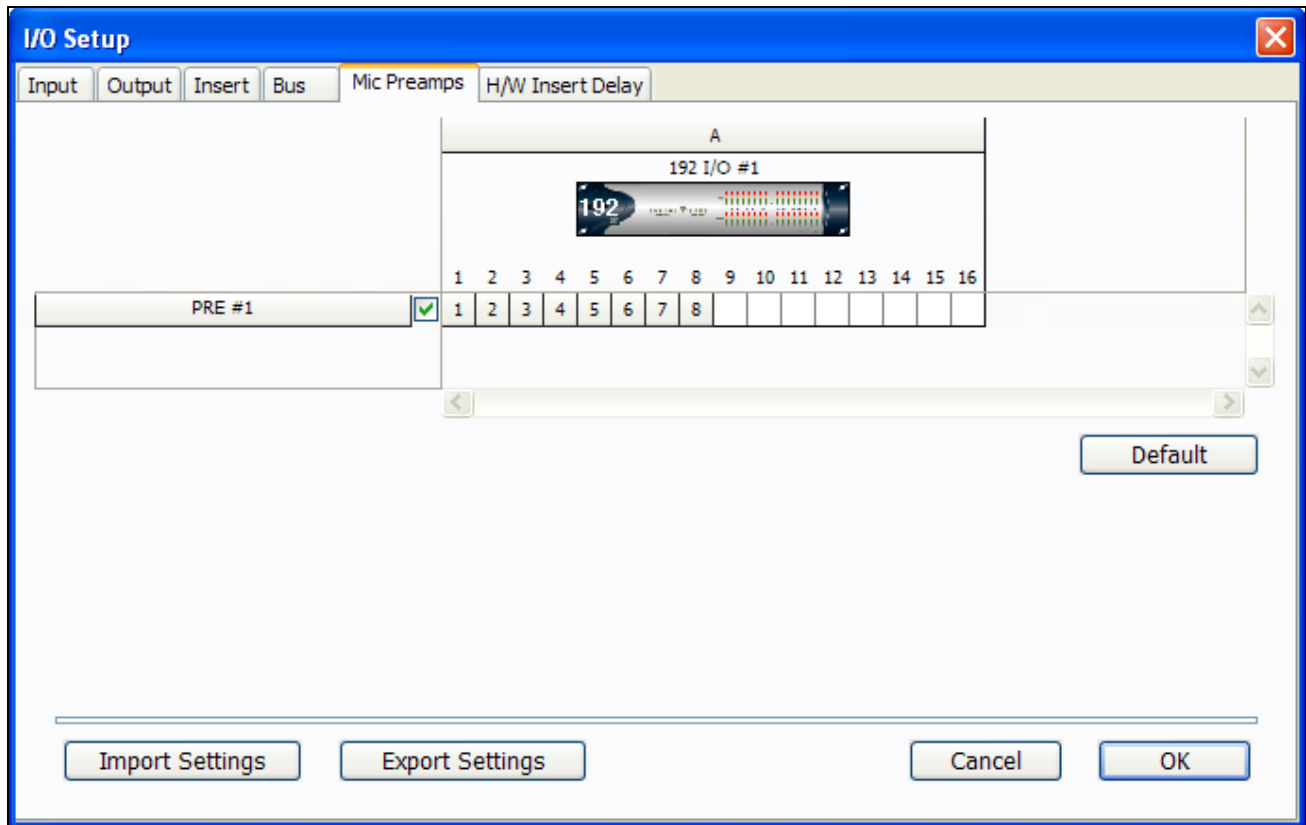 I/O Setup
Input Output Insert Bus Mic Preamps H/W Insert Delay
A
192 I/O #1
192
1 2 3 4 5 6 7 8 9 10 11 12 13 14 15 16
PRE #1 1 2 3 4 5 6 7 8
Default
Import Settings Export Settings Cancel OK